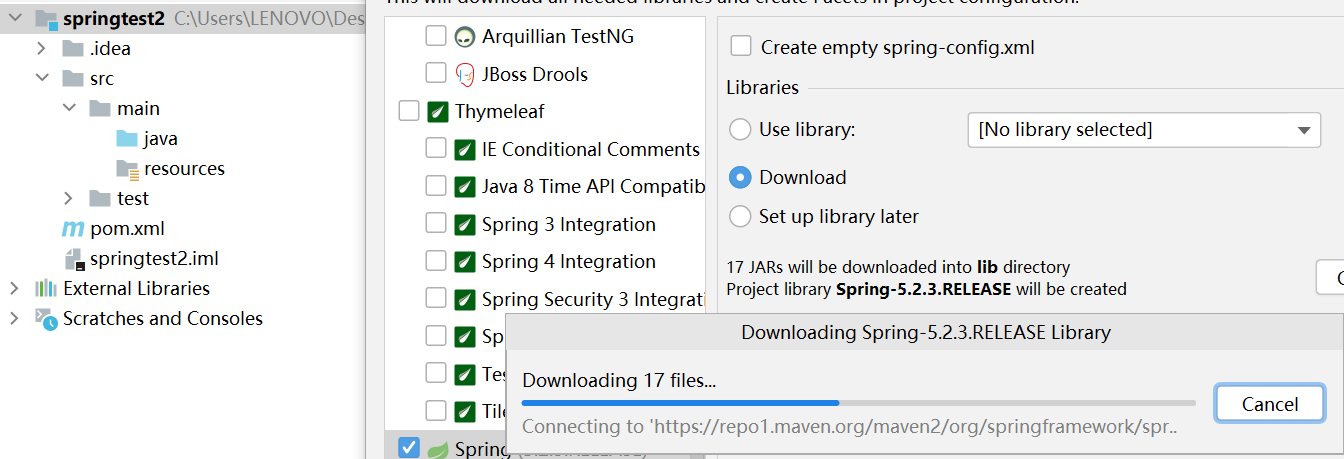 This will download all needed libraries and create Facets in project configuration.
springtest2 C:\Users\LENOVO\Des
.idea
src
main
java
resources
test
pom.xml
springtest2.iml
External Libraries
Scratches and Consoles
Arquillian TestNG
JBoss Drools
Thymeleaf
IE Conditional Comments
Java 8 Time API Compatib
Spring 3 Integration
Spring 4 Integration
Spring Security 3 Integrati
Sp
Tes
Tile
Spring (5.2.3.RELEASE)
Create empty spring-config.xml
Libraries
Use library:
[No library selected]
Download
Set up library later
17 JARs will be downloaded into lib directory
Project library Spring-5.2.3.RELEASE will be created
Downloading Spring-5.2.3.RELEASE Library
Downloading 17 files...
Cancel
Connecting to 'https://repo1.maven.org/maven2/org/springframework/spr..